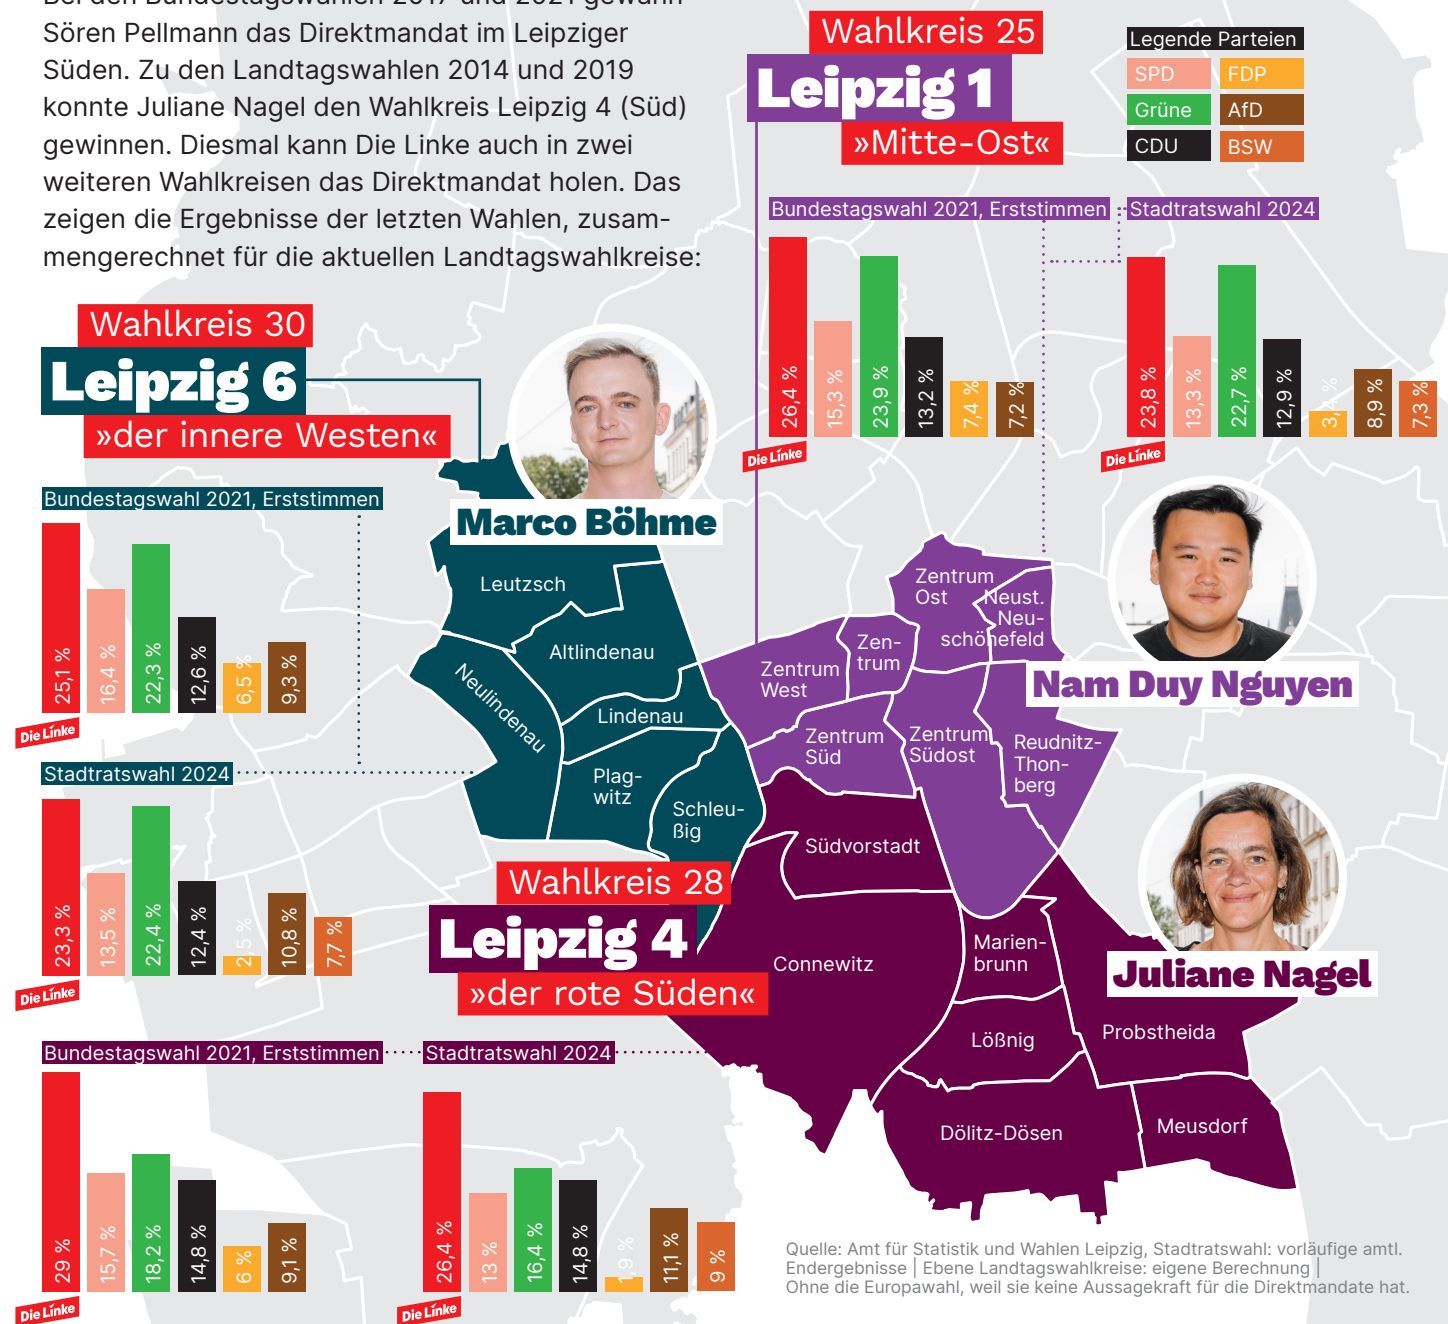 Bei den Bundestagswahlen 2017 und 2021 gewann
Sören Pellmann das Direktmandat im Leipziger
Süden. Zu den Landtagswahlen 2014 und 2019
konnte Juliane Nagel den Wahlkreis Leipzig 4 (Süd)
gewinnen. Diesmal kann Die Linke auch in zwei
weiteren Wahlkreisen das Direktmandat holen. Das
zeigen die Ergebnisse der letzten Wahlen, zusam-
mengerechnet für die aktuellen Landtagswahlkreise:
Wahlkreis 25
Leipzig 1
»Mitte-Ost«
Legende Parteien
SPD FDP
Grüne AfD
CDU BSW
Bundestagswahl 2021, Erststimmen
26,4 % 15,3 % 23,9 % 13,2 % 7,4 % 7,2 %
Die Linke
Stadtratswahl 2024
23,8 % 13,3 % 22,7 % 12,9 % 8,9 % 7,3 %
Die Linke
Wahlkreis 30
Leipzig 6
»der innere Westen«
Marco Böhme
Bundestagswahl 2021, Erststimmen
25,1 % 16,4 % 22,3 % 12,6 % 6,5 % 9,3 %
Die Linke
Stadtratswahl 2024
23,3 % 13,5 % 22,4 % 12,4 % 2,5 % 10,8 % 7,7 %
Die Linke
Leutzsch
Altlindenau
Neulindenau
Lindenau
Plag-
witz
Schleu-
ßig
Zentrum
Ost
Neust.
Neu-
schönefeld
Zen-
trum
Zentrum
West
Zentrum
Süd
Zentrum
Südost
Reudnitz-
Thon-
berg
Nam Duy Nguyen
Wahlkreis 28
Leipzig 4
»der rote Süden«
Südvorstadt
Connewitz
Marien-
brunn
Lößnig
Probstheida
Dölitz-Dösen
Meusdorf
Juliane Nagel
Bundestagswahl 2021, Erststimmen
29 % 15,7 % 18,2 % 14,8 % 6 % 9,1 %
Die Linke
Stadtratswahl 2024
26,4 % 13 % 16,4 % 14,8 % 1,9 % 11,1 % 9 %
Die Linke
Quelle: Amt für Statistik und Wahlen Leipzig, Stadtratswahl: vorläufige amtl.
Endergebnisse | Ebene Landtagswahlkreise: eigene Berechnung |
Ohne die Europawahl, weil sie keine Aussagekraft für die Direktmandate hat.